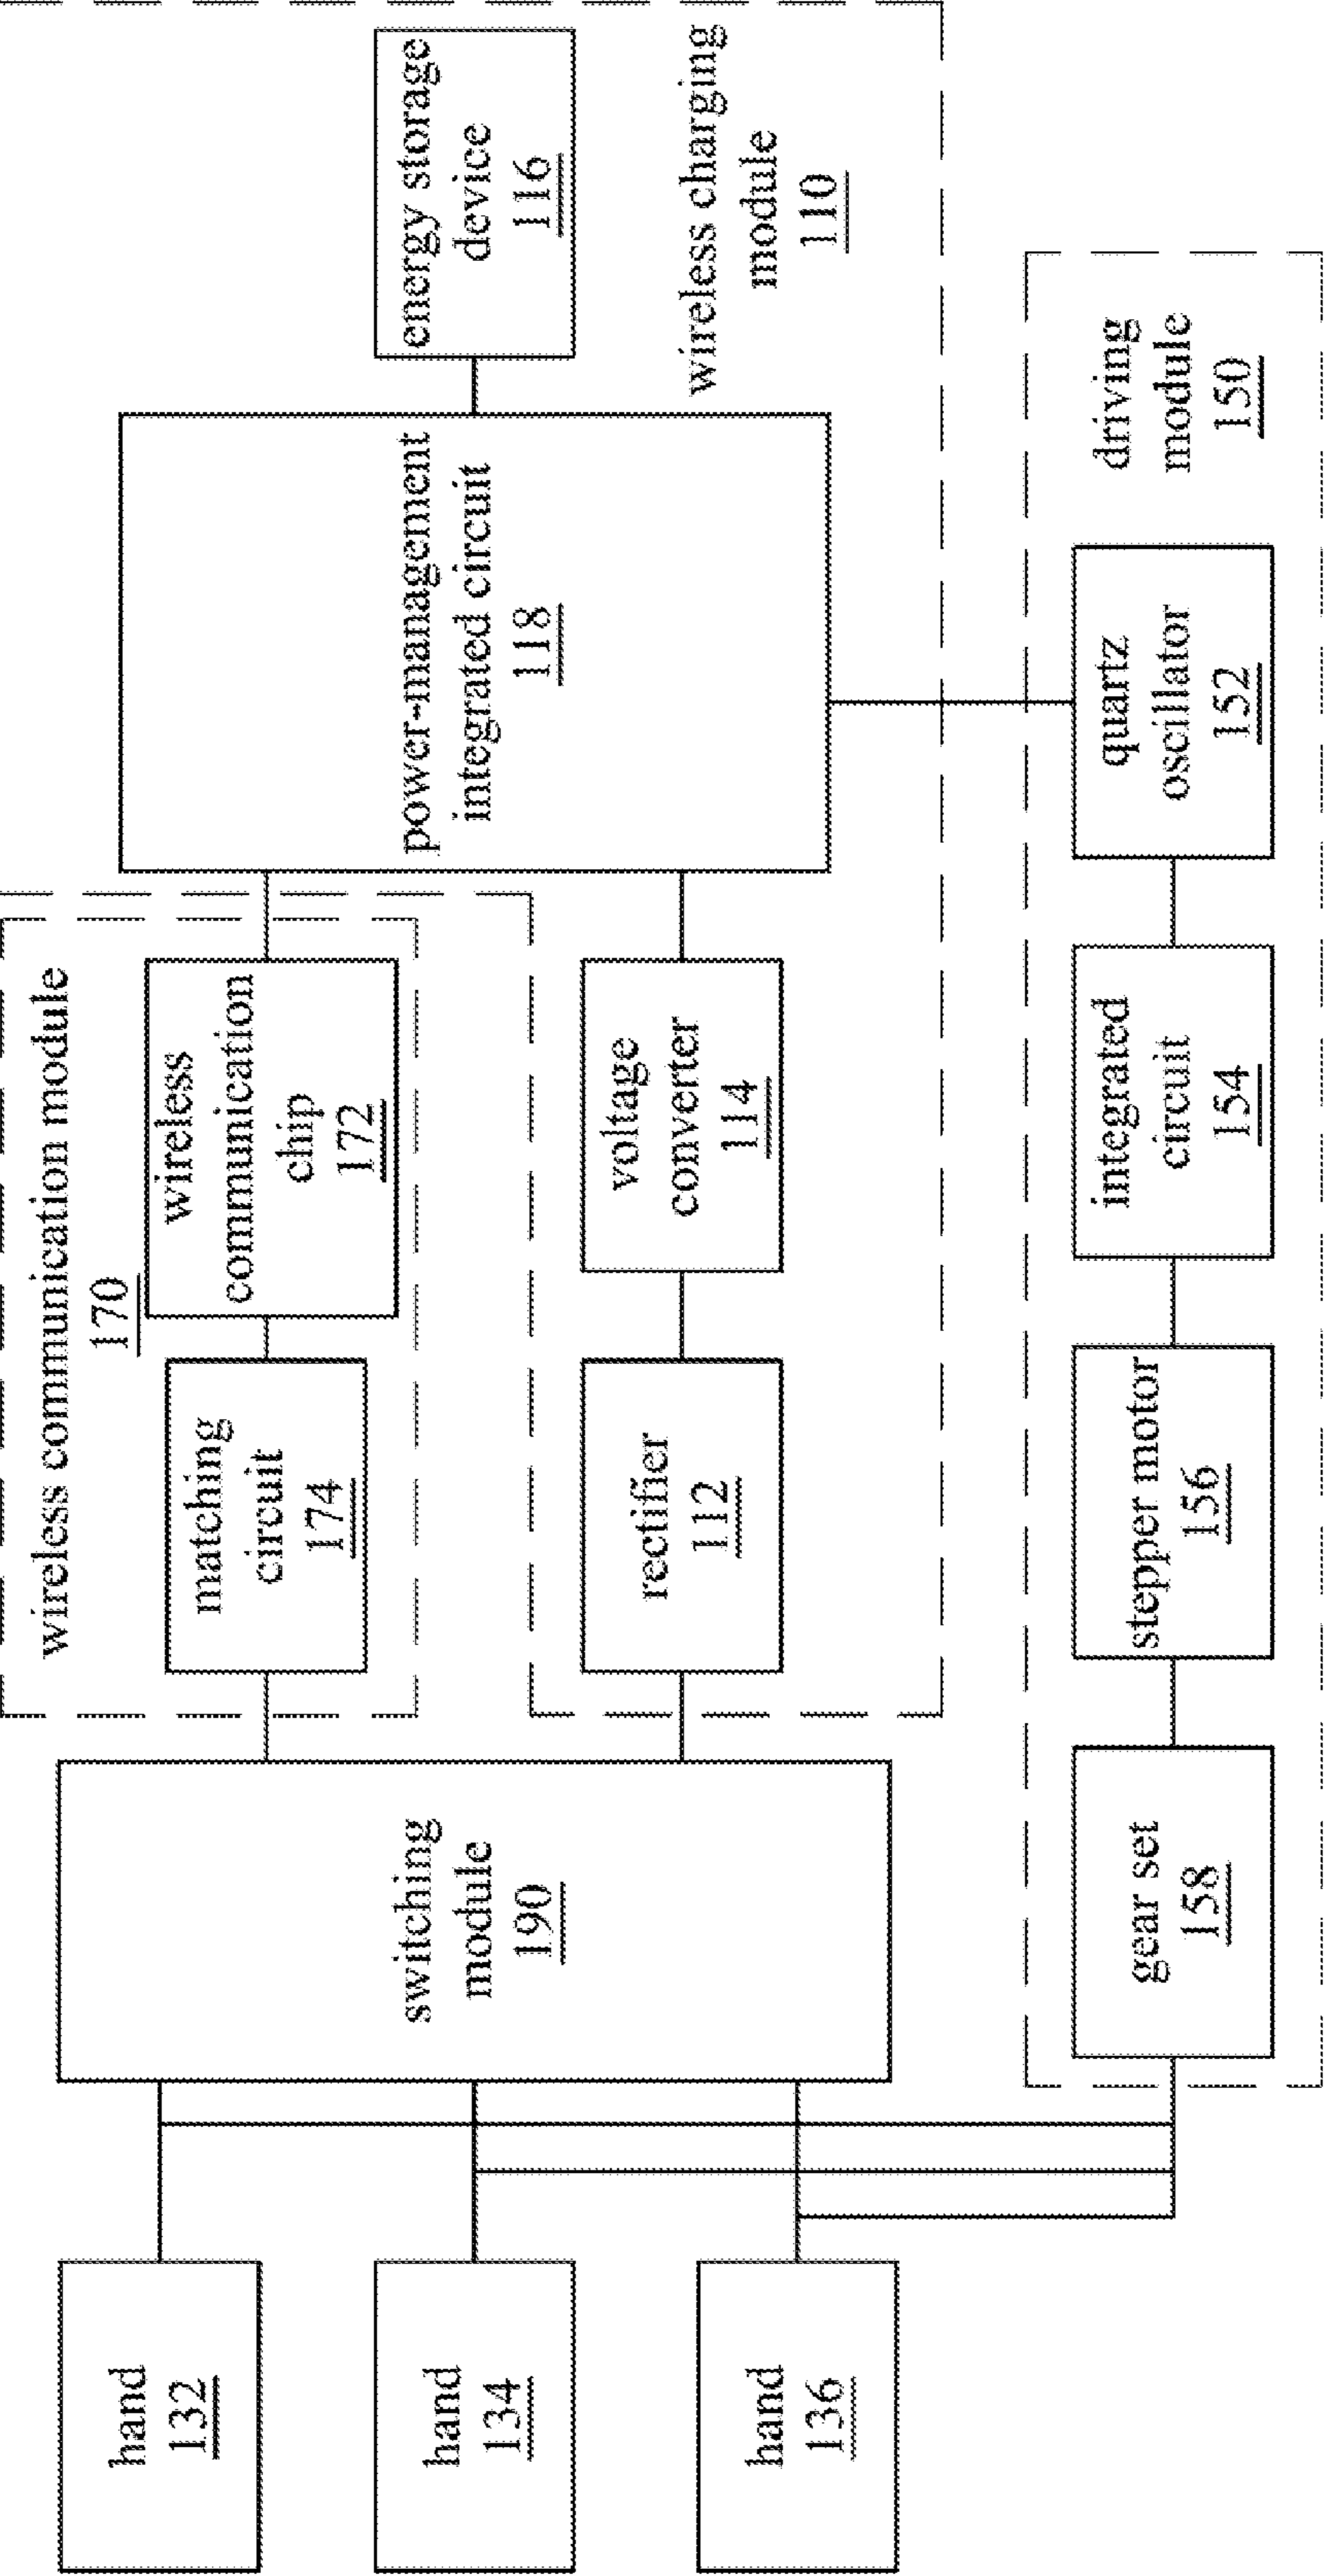 hand
132
hand
134
hand
136
switching
module
190
wireless communication module
170
matching
circuit
174
wireless
communication
chip
172
rectifier
112
voltage
converter
114
power-management
integrated circuit
118
energy storage
device
116
wireless charging
module
110
gear set
158
stepper motor
156
integrated
circuit
154
quartz
oscillator
152
driving
module
150